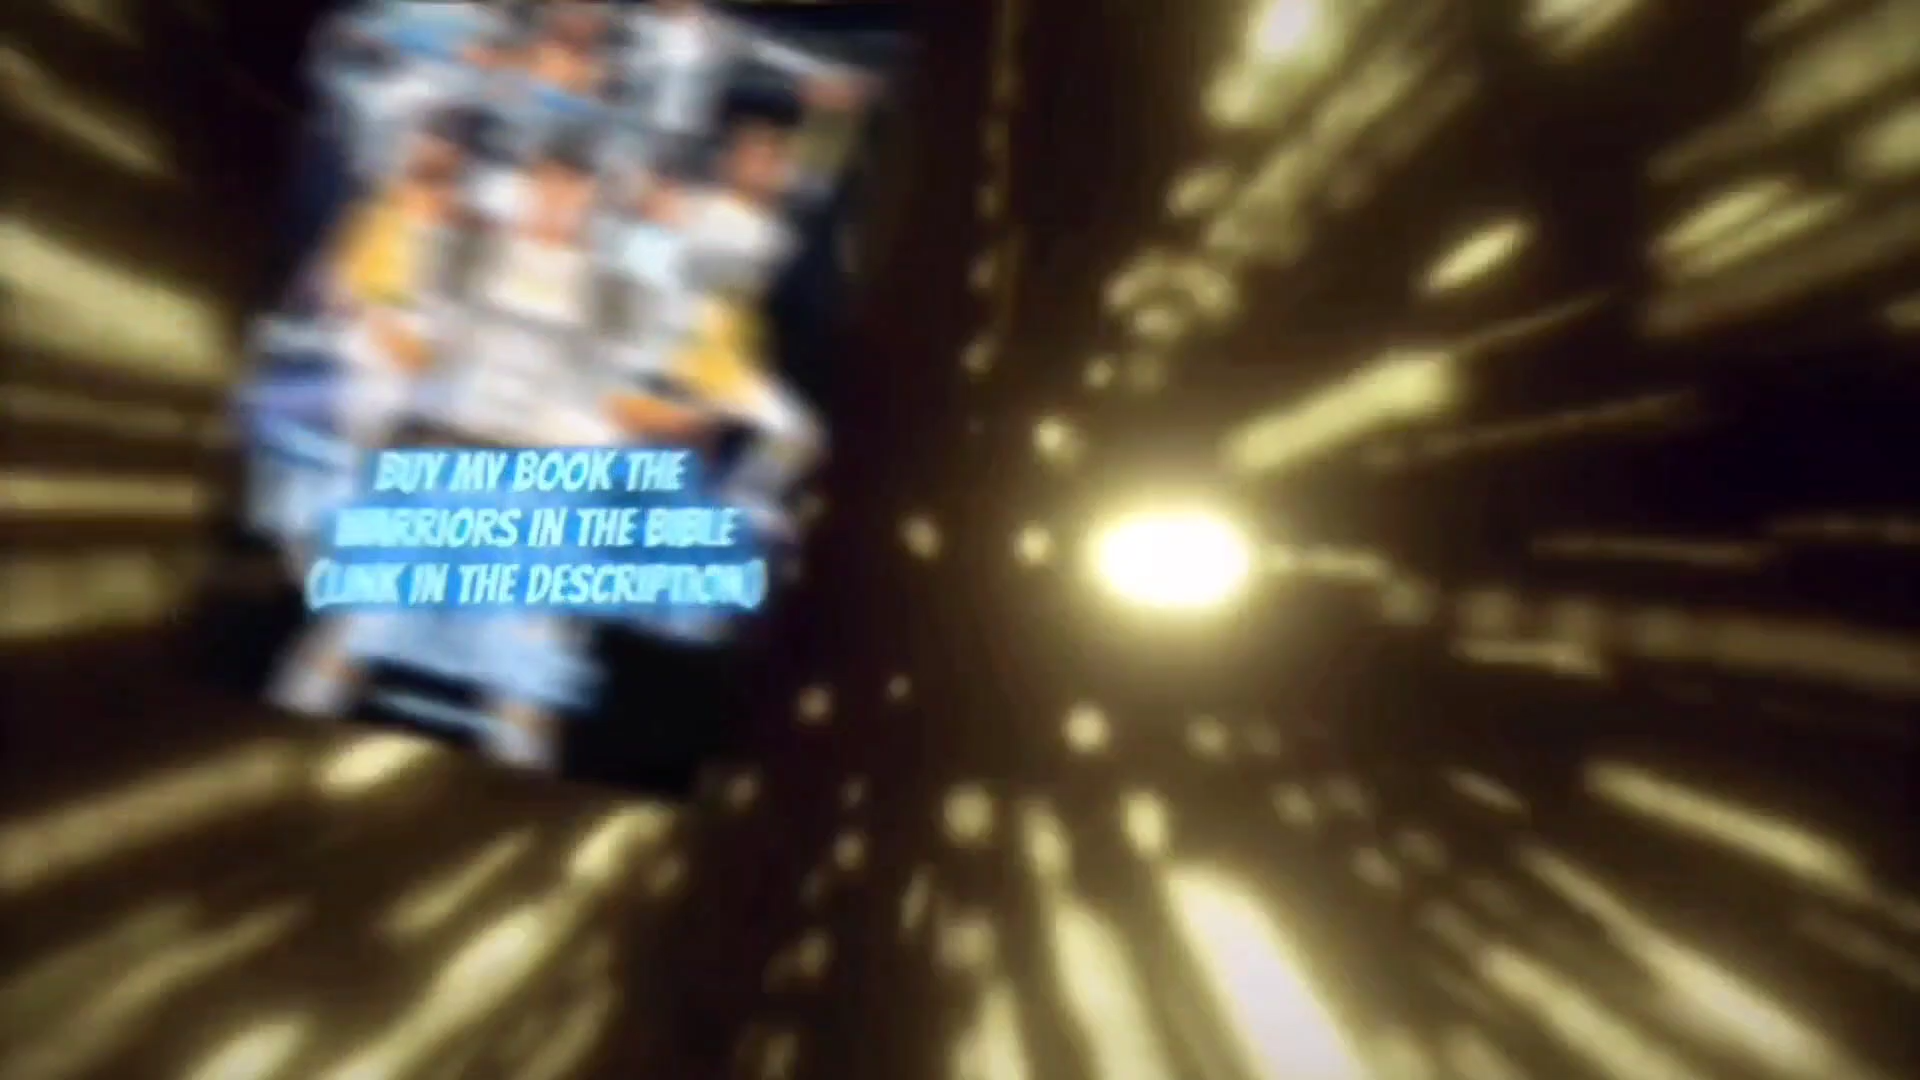 BUY MY BOOK THE
WARRIORS IN THE BIBLE
(LINK IN THE DESCRIPTION)